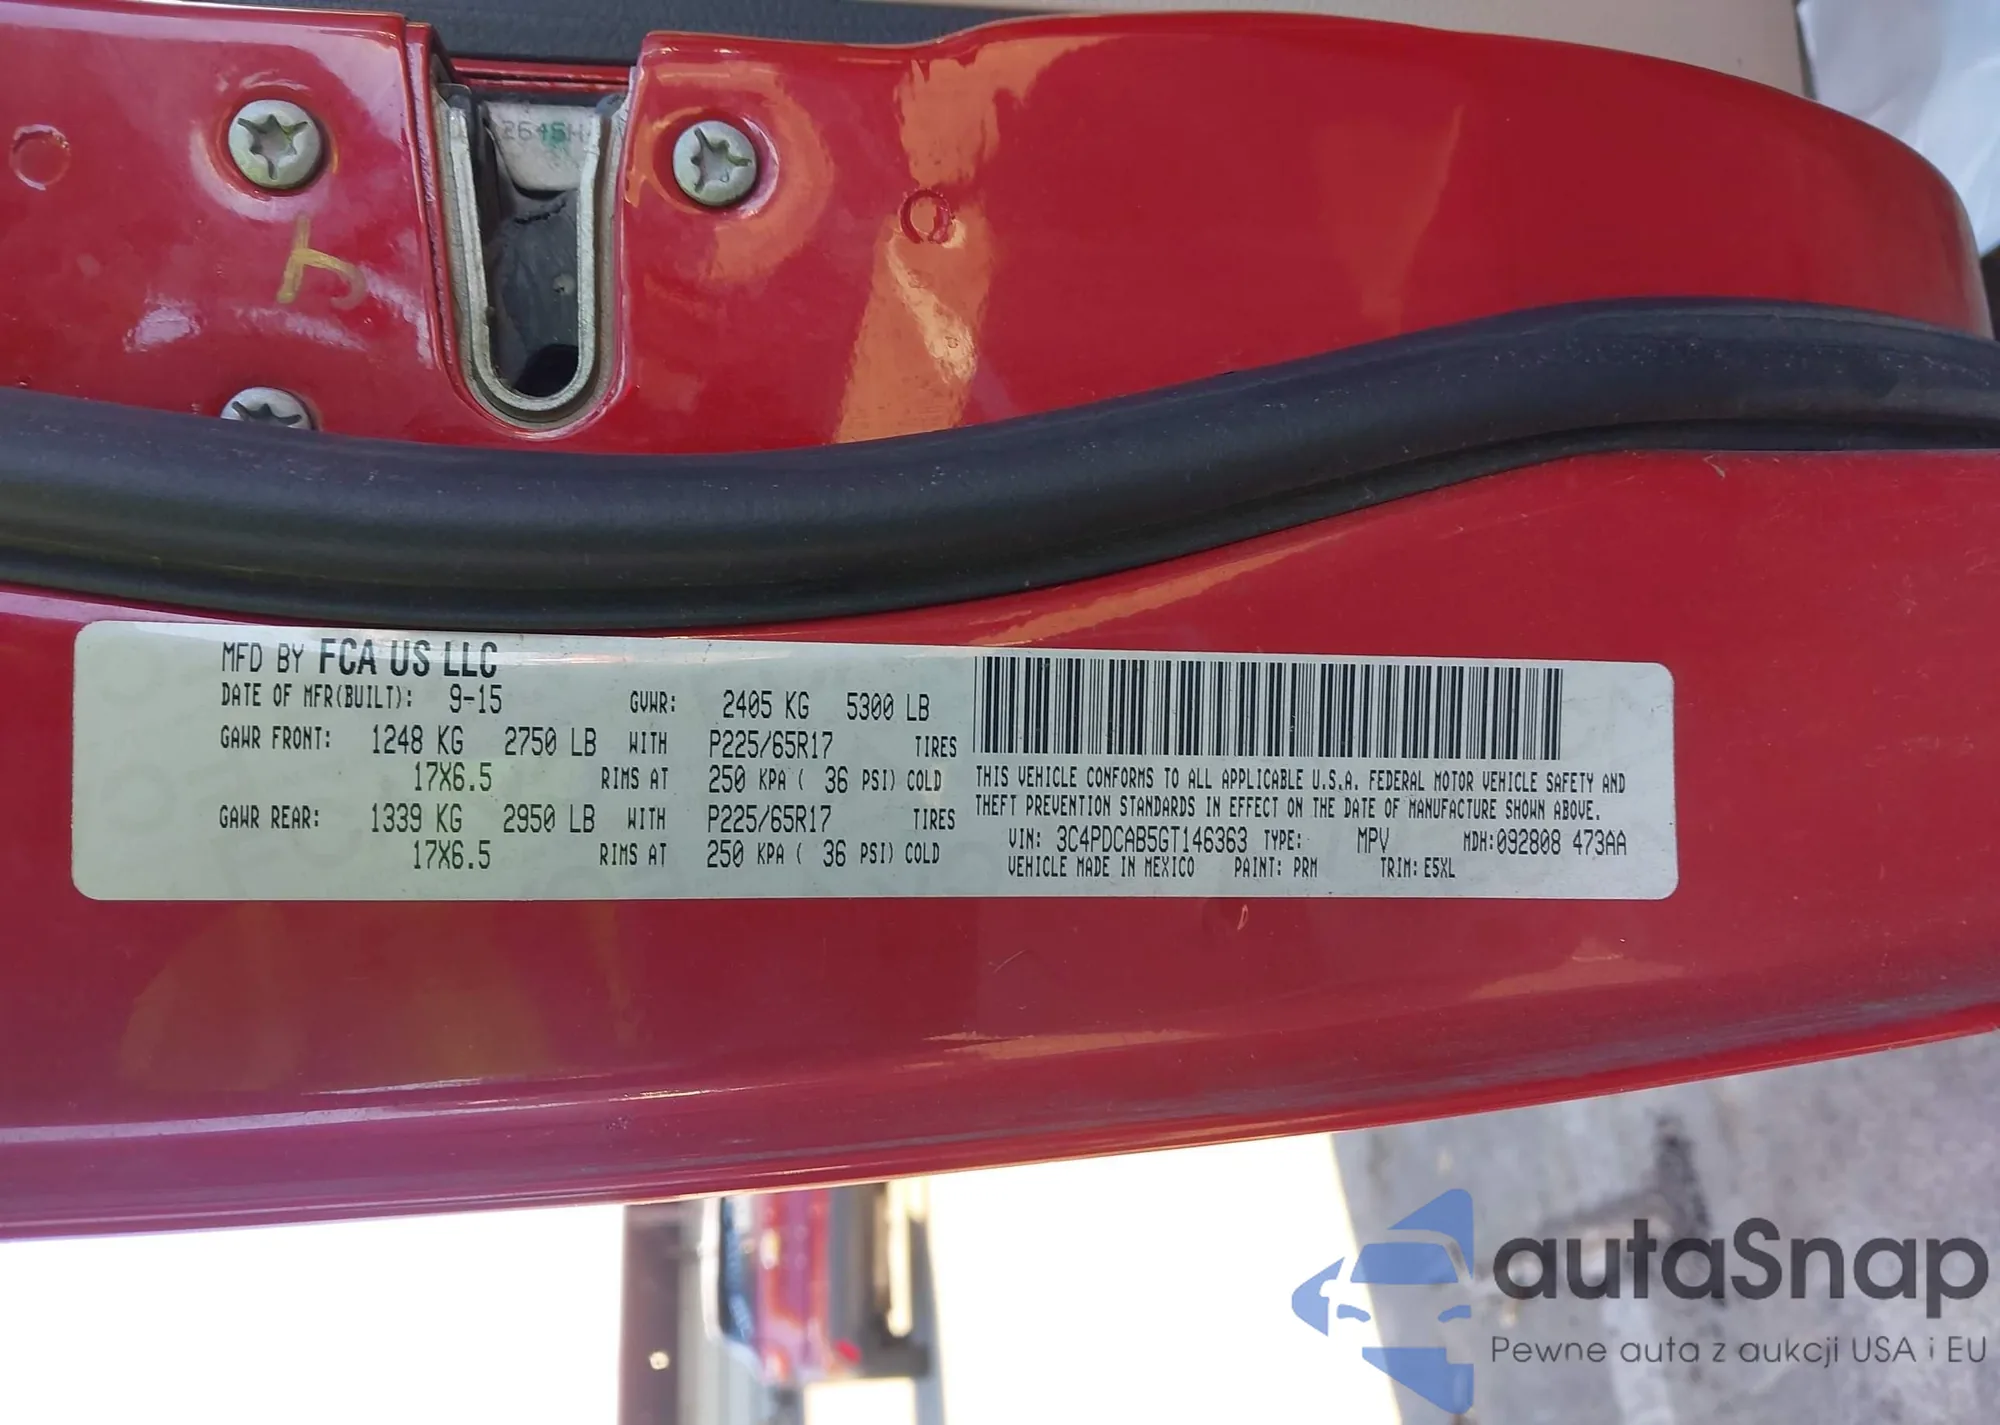 2645H
4
MFD BY FCA US LLC
DATE OF MFR(BUILT): 9-15 GVWR: 2405 KG 5300 LB
GAWR FRONT: 1248 KG 2750 LB WITH P225/65R17 TIRES
17X6.5 RIMS AT 250 KPA ( 36 PSI) COLD
GAWR REAR: 1339 KG 2950 LB WITH P225/65R17 TIRES
17X6.5 RIMS AT 250 KPA ( 36 PSI) COLD
THIS VEHICLE CONFORMS TO ALL APPLICABLE U.S.A. FEDERAL MOTOR VEHICLE SAFETY AND
THEFT PREVENTION STANDARDS IN EFFECT ON THE DATE OF MANUFACTURE SHOWN ABOVE.
VIN: 3C4PDCAB5GT146363 TYPE: MPV MDH:092808 473AA
VEHICLE MADE IN MEXICO PAINT: PRM TRIM: E5XL
autaSnap
Pewne auta z aukcji USA i EU